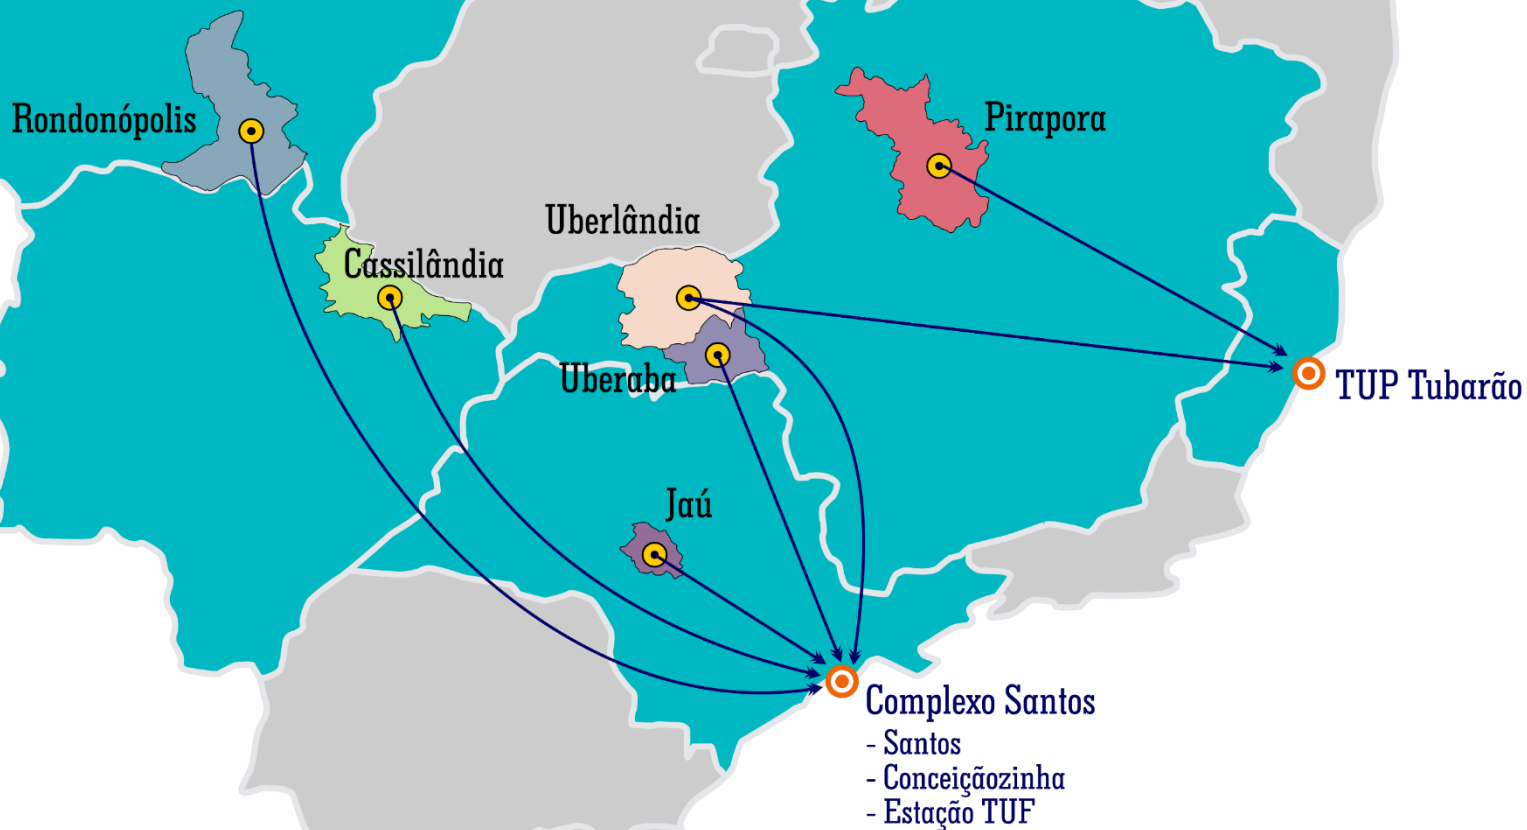 Rondonópolis
Pirapora
Uberlândia
Cassilândia
Uberaba
TUP Tubarão
Jaú
Complexo Santos
- Santos
- Conceiçãozinha
- Estação TUF